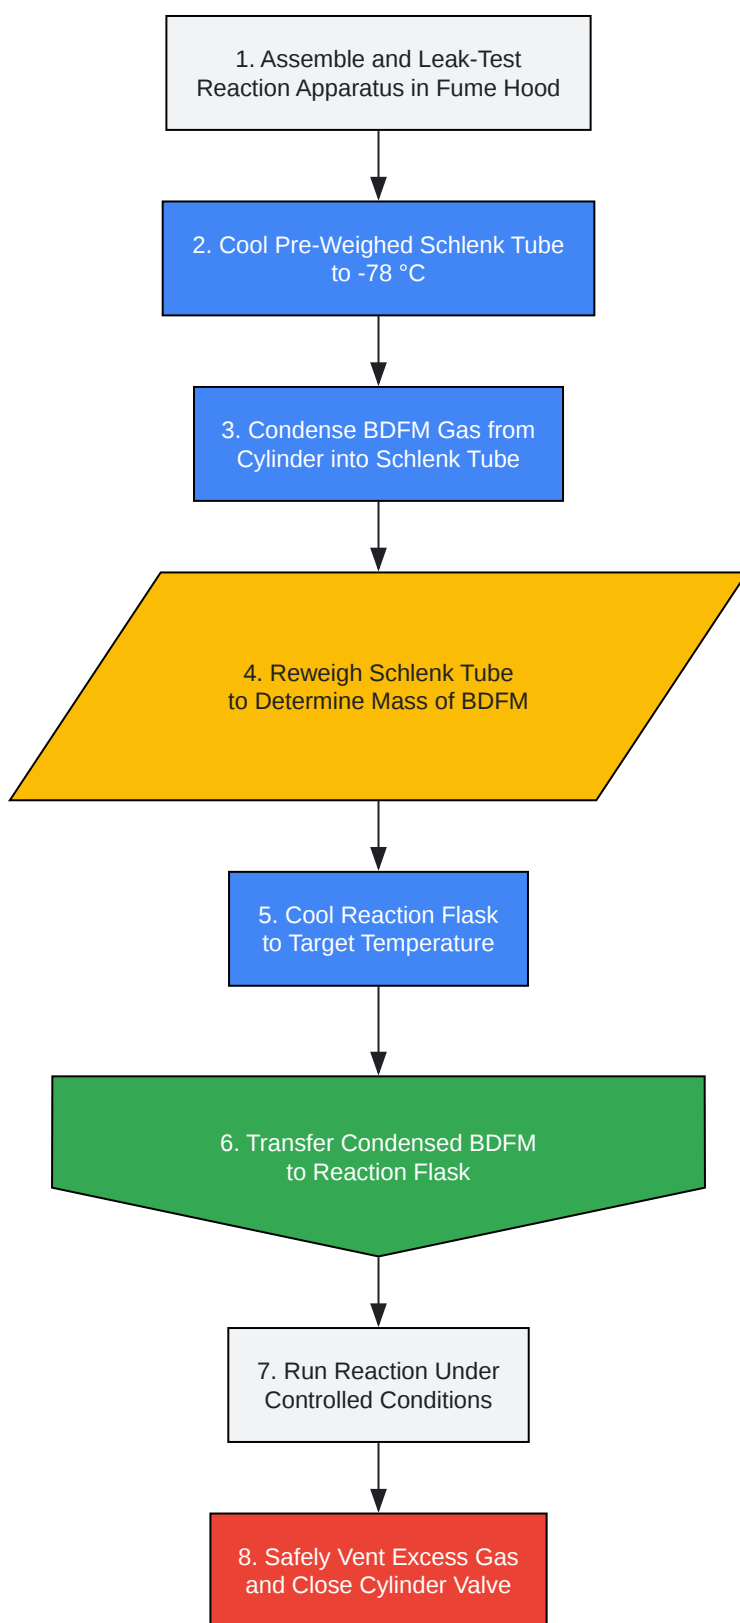 1. Assemble and Leak-Test
Reaction Apparatus in Fume Hood
2. Cool Pre-Weighed Schlenk Tube
to -78 °C
3. Condense BDFM Gas from
Cylinder into Schlenk Tube
4. Reweigh Schlenk Tube
to Determine Mass of BDFM
5. Cool Reaction Flask
to Target Temperature
6. Transfer Condensed BDFM
to Reaction Flask
7. Run Reaction Under
Controlled Conditions
8. Safely Vent Excess Gas
and Close Cylinder Valve